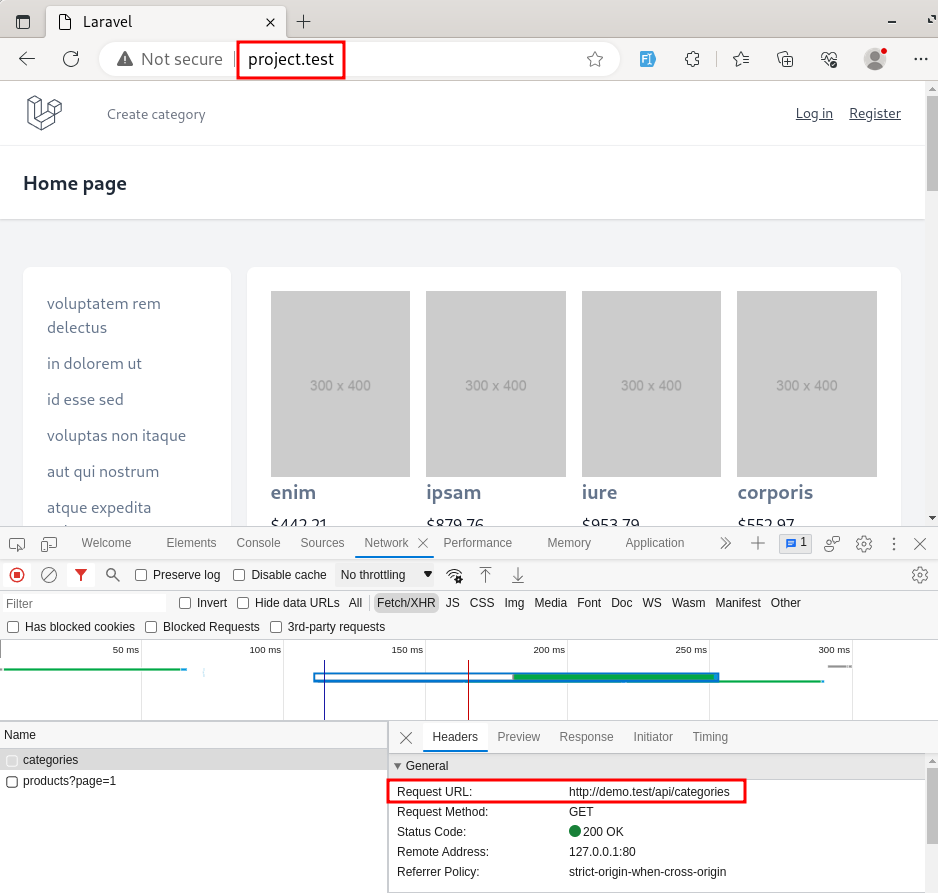 Laravel
Not secure
project.test
Create category
Log in
Register
Home page
voluptatem rem
delectus
in dolorem ut
id esse sed
voluptas non itaque
aut qui nostrum
atque expedita
300 x 400
300 x 400
300 x 400
300 x 400
enim
ipsam
iure
corporis
$442.21
$879.76
$953.79
$552.97
Welcome
Elements
Console
Sources
Network
Performance
Memory
Application
1
Preserve log
Disable cache
No throttling
Filter
Invert
Hide data URLs
All
Fetch/XHR
JS
CSS
Img
Media
Font
Doc
WS
Wasm
Manifest
Other
Has blocked cookies
Blocked Requests
3rd-party requests
50 ms
100 ms
150 ms
200 ms
250 ms
300 ms
Name
categories
products?page=1
Headers
Preview
Response
Initiator
Timing
General
Request URL: http://demo.test/api/categories
Request Method: GET
Status Code: 200 OK
Remote Address: 127.0.0.1:80
Referrer Policy: strict-origin-when-cross-origin